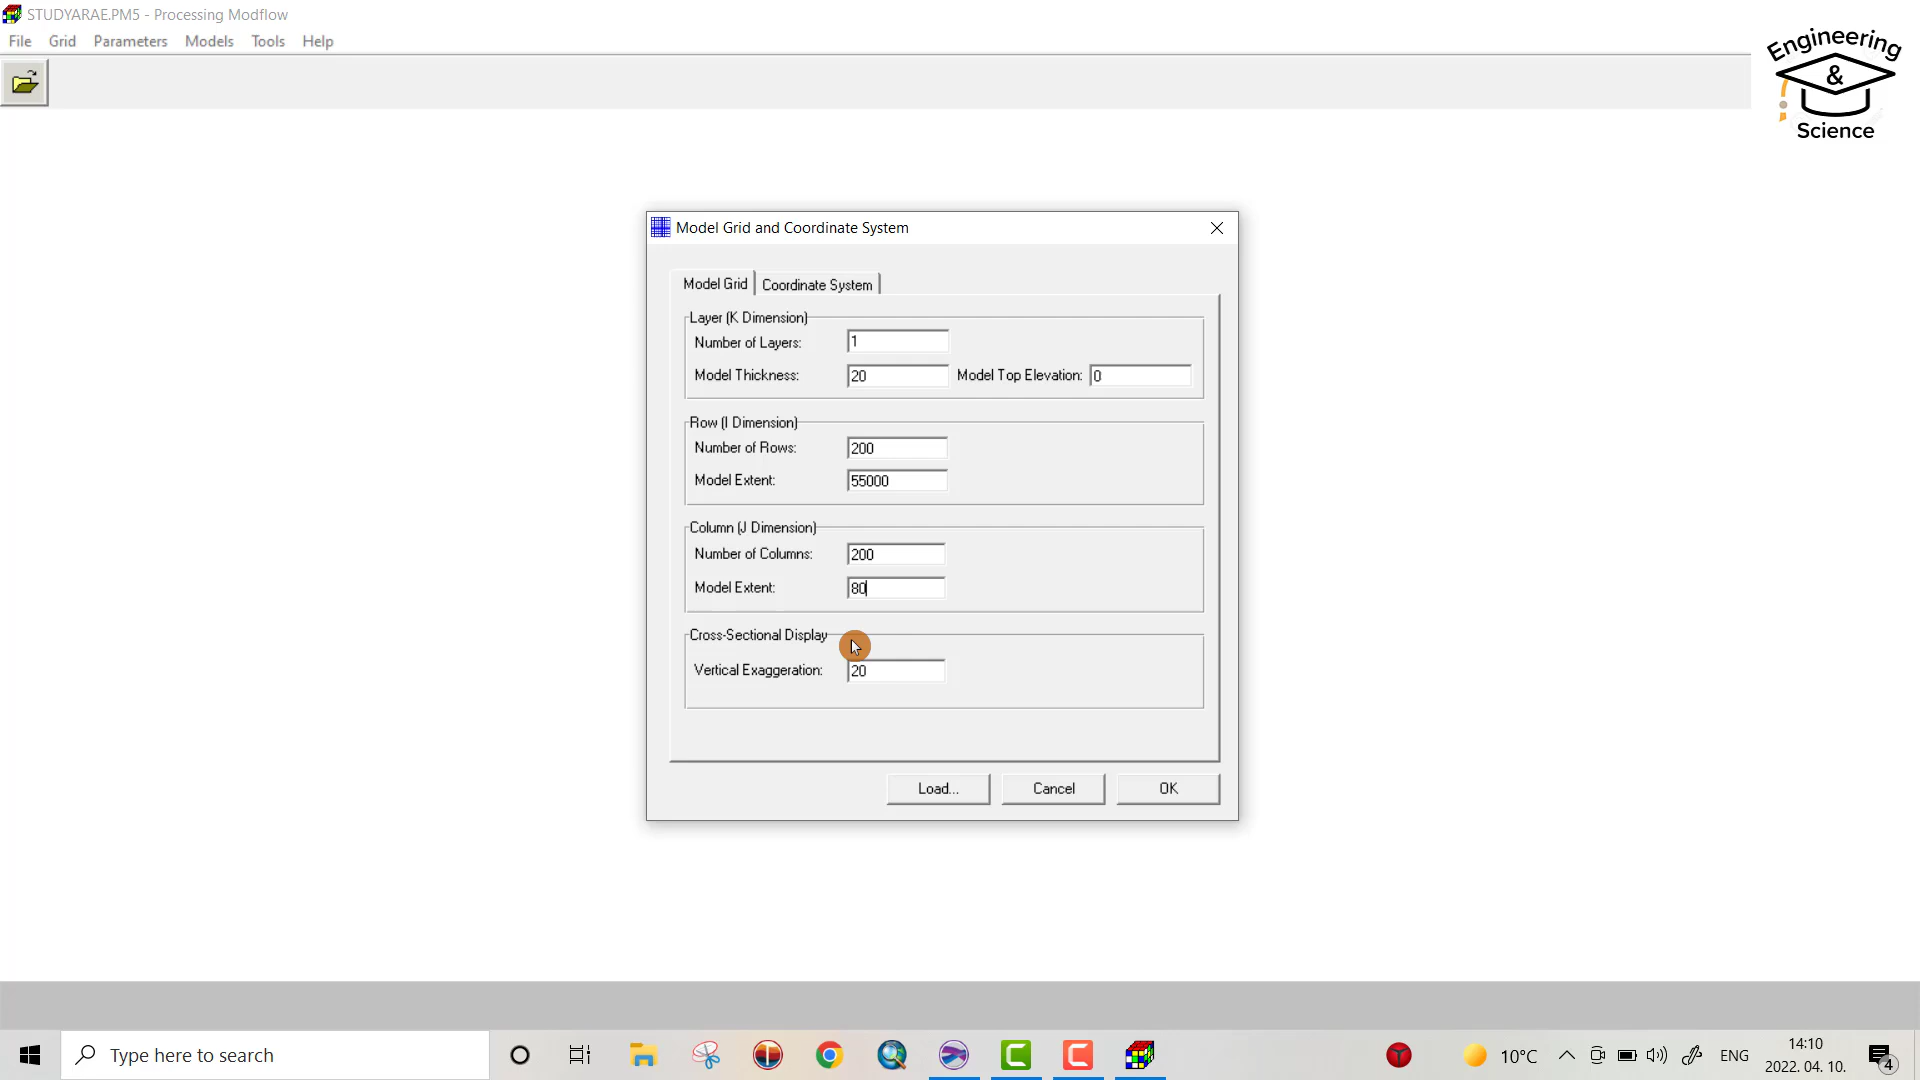 STUDYARAE.PM5 - Processing Modflow
File Grid Parameters Models Tools Help
Engineering
&
Science
Model Grid and Coordinate System
Model Grid Coordinate System
Layer (K Dimension)
Number of Layers: 1
Model Thickness: 20 Model Top Elevation: 0
Row (I Dimension)
Number of Rows: 200
Model Extent: 55000
Column (J Dimension)
Number of Columns: 200
Model Extent: 80
Cross-Sectional Display
Vertical Exaggeration: 20
Load... Cancel OK
Type here to search
10°C
ENG
14:10
2022. 04. 10.
4